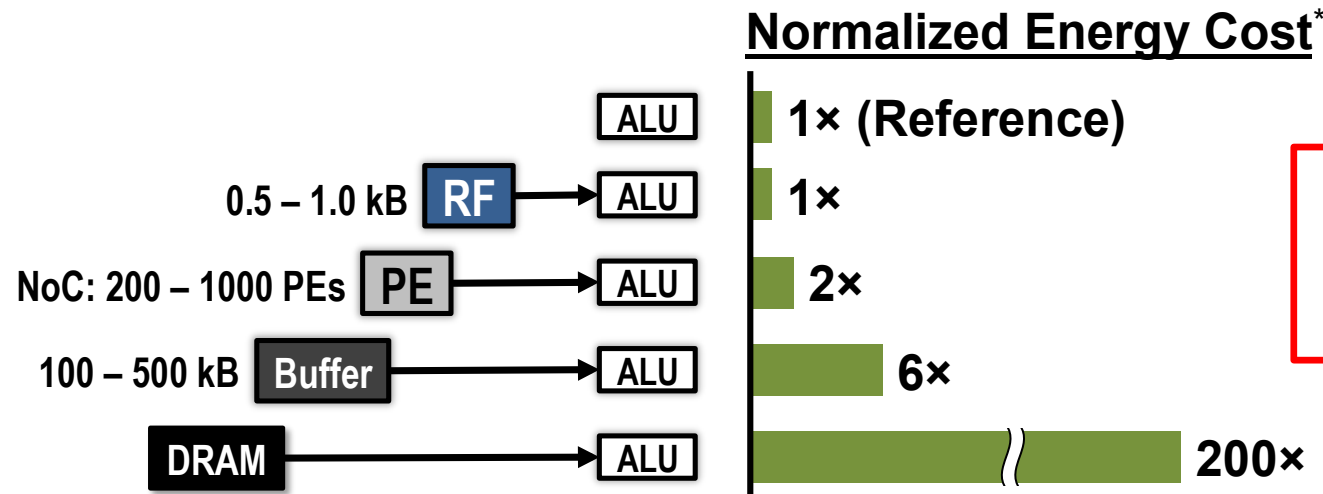 Normalized Energy Cost*
ALU 1× (Reference)
0.5 – 1.0 kB RF ALU 1×
NoC: 200 – 1000 PEs PE ALU 2×
100 – 500 kB Buffer ALU 6×
DRAM ALU 200×